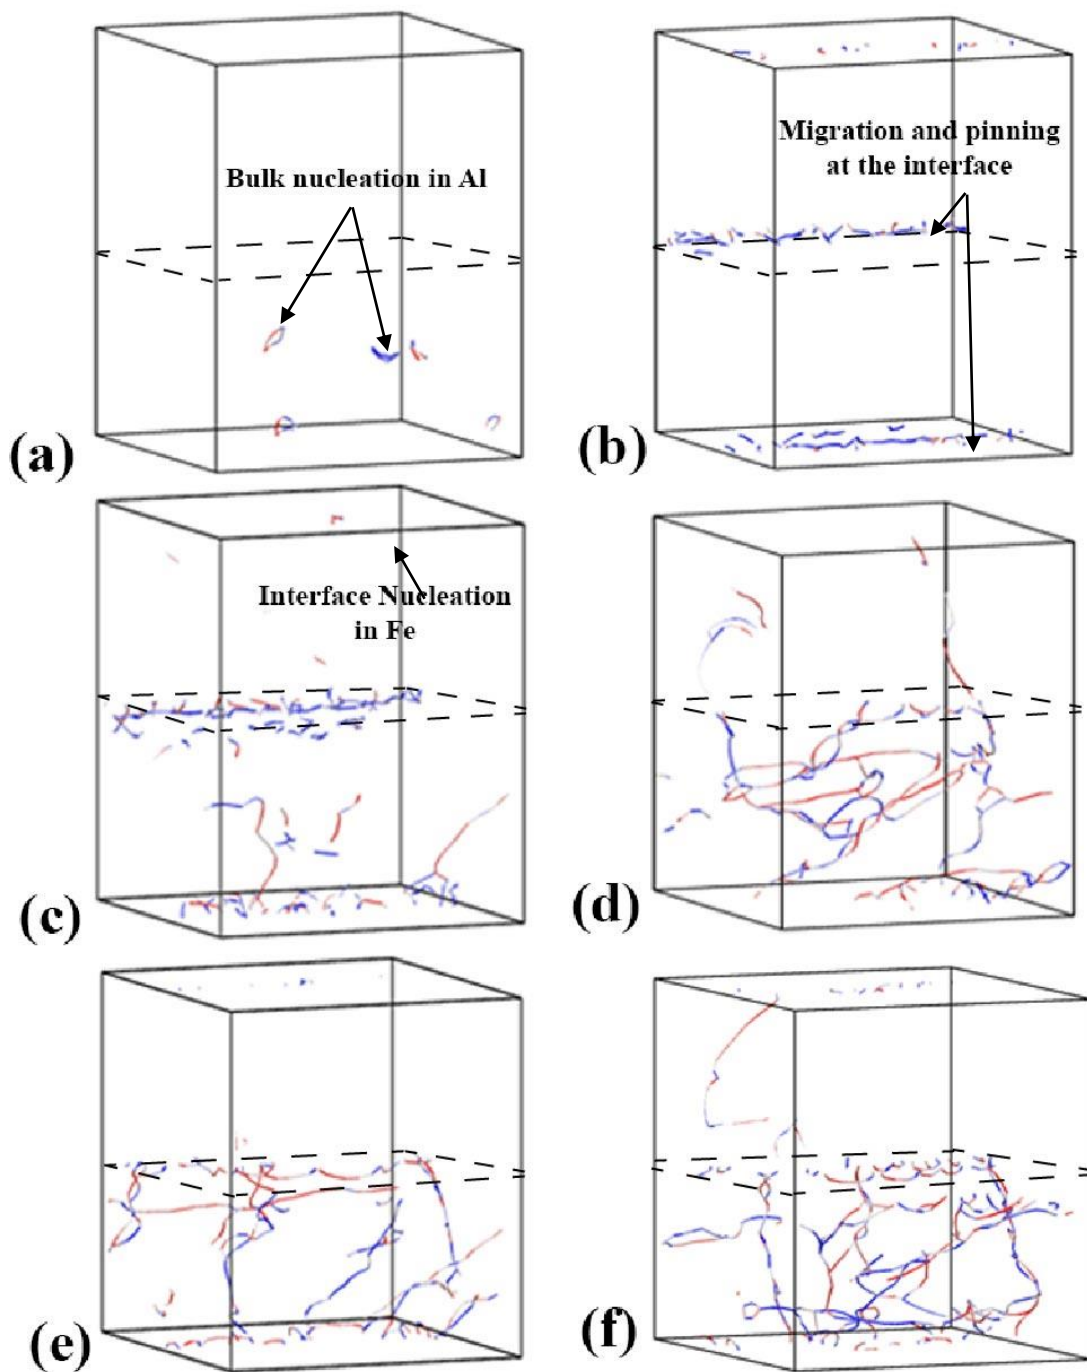 Bulk nucleation in Al
(a)
Migration and pinning
at the interface
(b)
Interface Nucleation
in Fe
(c)
(d)
(e)
(f)